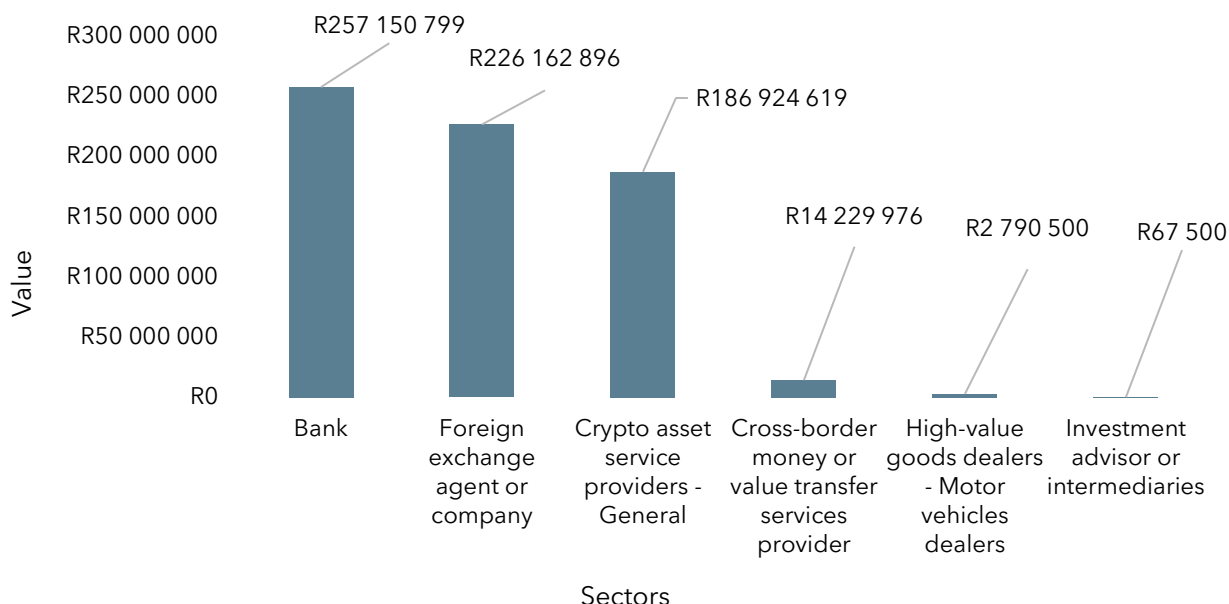 R300 000 000
R250 000 000
R200 000 000
R150 000 000
R100 000 000
R50 000 000
R0
Value
R257 150 799
R226 162 896
R186 924 619
R14 229 976
R2 790 500
R67 500
Bank
Foreign
exchange
agent or
company
Crypto asset
service
providers -
General
Cross-border
money or
value transfer
services
provider
High-value
goods dealers
- Motor
vehicles
dealers
Investment
advisor or
intermediaries
Sectors